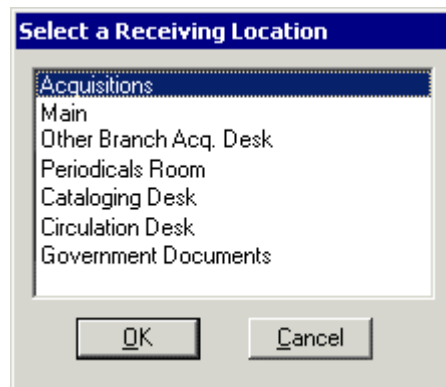 Select a Receiving Location
Acquisitions
Main
Other Branch Acq. Desk
Periodicals Room
Cataloging Desk
Circulation Desk
Government Documents
OK
Cancel